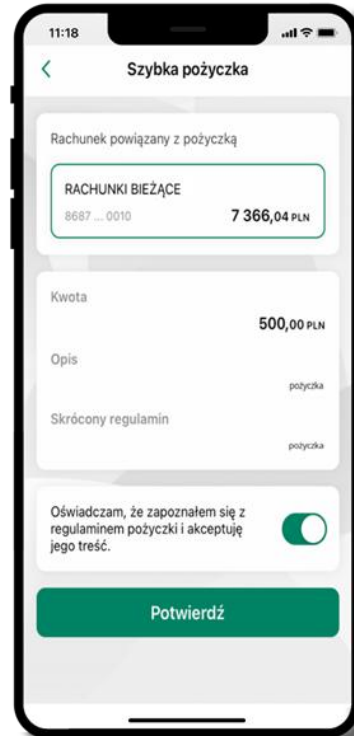 11:18
Szybka pożyczka
Rachunek powiązany z pożyczką
RACHUNKI BIEŻĄCE
8687 ... 0010 7 366,04 PLN
Kwota
500,00 PLN
Opis
pożyczka
Skrócony regulamin
pożyczka
Oświadczam, że zapoznałem się z
regulaminem pożyczki i akceptuję
jego treść.
Potwierdź